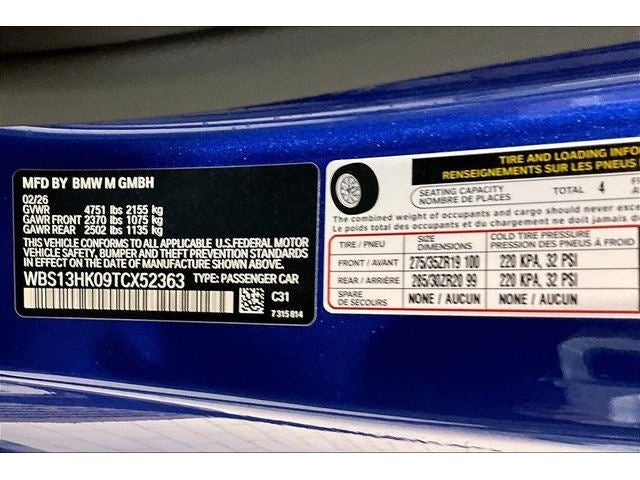 MFD BY BMW M GMBH
02/26
GVWR 4751 lbs 2155 kg
GAWR FRONT 2370 lbs 1075 kg
GAWR REAR 2502 lbs 1135 kg
THIS VEHICLE CONFORMS TO ALL APPLICABLE U.S. FEDERAL MOTOR
VEHICLE SAFETY, BUMPER AND THEFT PREVENTION STANDARDS
IN EFFECT ON THE DATE OF MANUFACTURE SHOWN ABOVE.
WBS13HK09TCX52363 TYPE: PASSENGER CAR
C31
7 315 814
TIRE AND LOADING INFO
RENSEIGNEMENTS SUR LES PNEUS
SEATING CAPACITY
NOMBRE DE PLACES
TOTAL 4
The combined weight of occupants and cargo should never exce
Le poids total des occupants et du chargement ne doit jamais
TIRE / PNEU
SIZE
DIMENSIONS
COLD TIRE PRESSURE
PRESSION DES PNEUS À FROID
FRONT / AVANT 275/35ZR19 100 220 KPA, 32 PSI
REAR / ARRIÈRE 285/30ZR20 99 220 KPA, 32 PSI
SPARE
DE SECOURS
NONE / AUCUN NONE / AUCUN